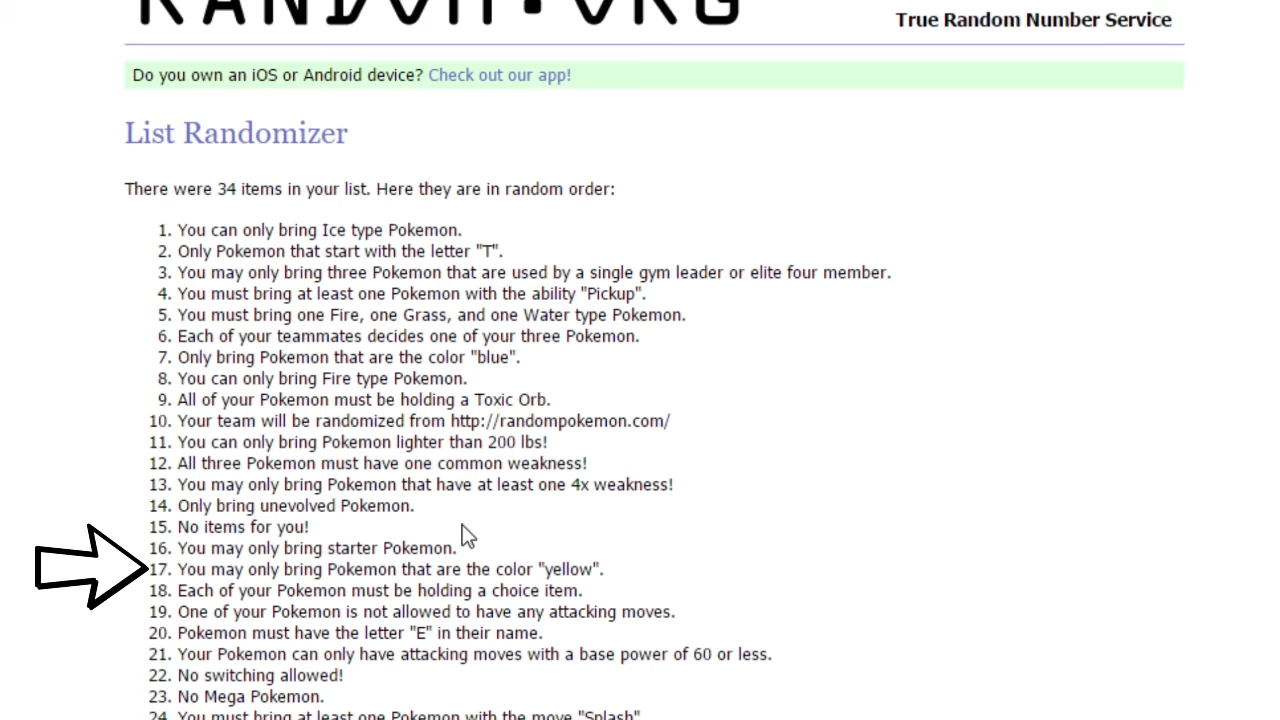 RANDOM.ORG
True Random Number Service
Do you own an iOS or Android device? Check out our app!
List Randomizer
There were 34 items in your list. Here they are in random order:
1. You can only bring Ice type Pokemon.
2. Only Pokemon that start with the letter "T".
3. You may only bring three Pokemon that are used by a single gym leader or elite four member.
4. You must bring at least one Pokemon with the ability "Pickup".
5. You must bring one Fire, one Grass, and one Water type Pokemon.
6. Each of your teammates decides one of your three Pokemon.
7. Only bring Pokemon that are the color "blue".
8. You can only bring Fire type Pokemon.
9. All of your Pokemon must be holding a Toxic Orb.
10. Your team will be randomized from http://randompokemon.com/
11. You can only bring Pokemon lighter than 200 lbs!
12. All three Pokemon must have one common weakness!
13. You may only bring Pokemon that have at least one 4x weakness!
14. Only bring unevolved Pokemon.
15. No items for you!
16. You may only bring starter Pokemon.
17. You may only bring Pokemon that are the color "yellow".
18. Each of your Pokemon must be holding a choice item.
19. One of your Pokemon is not allowed to have any attacking moves.
20. Pokemon must have the letter "E" in their name.
21. Your Pokemon can only have attacking moves with a base power of 60 or less.
22. No switching allowed!
23. No Mega Pokemon.
24. You must bring at least one Pokemon with the move "Splash"